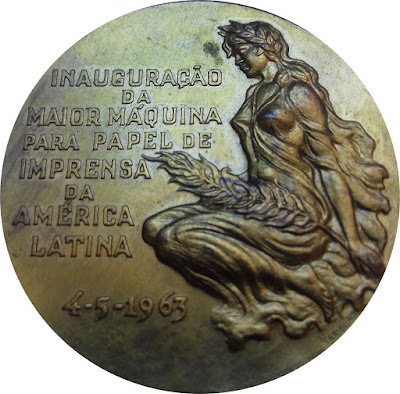 INAUGURAÇÃO
DA
MAIOR MÁQUINA
PARA PAPEL DE
IMPRENSA
DA
AMÉRICA
LATINA
4-5-1963